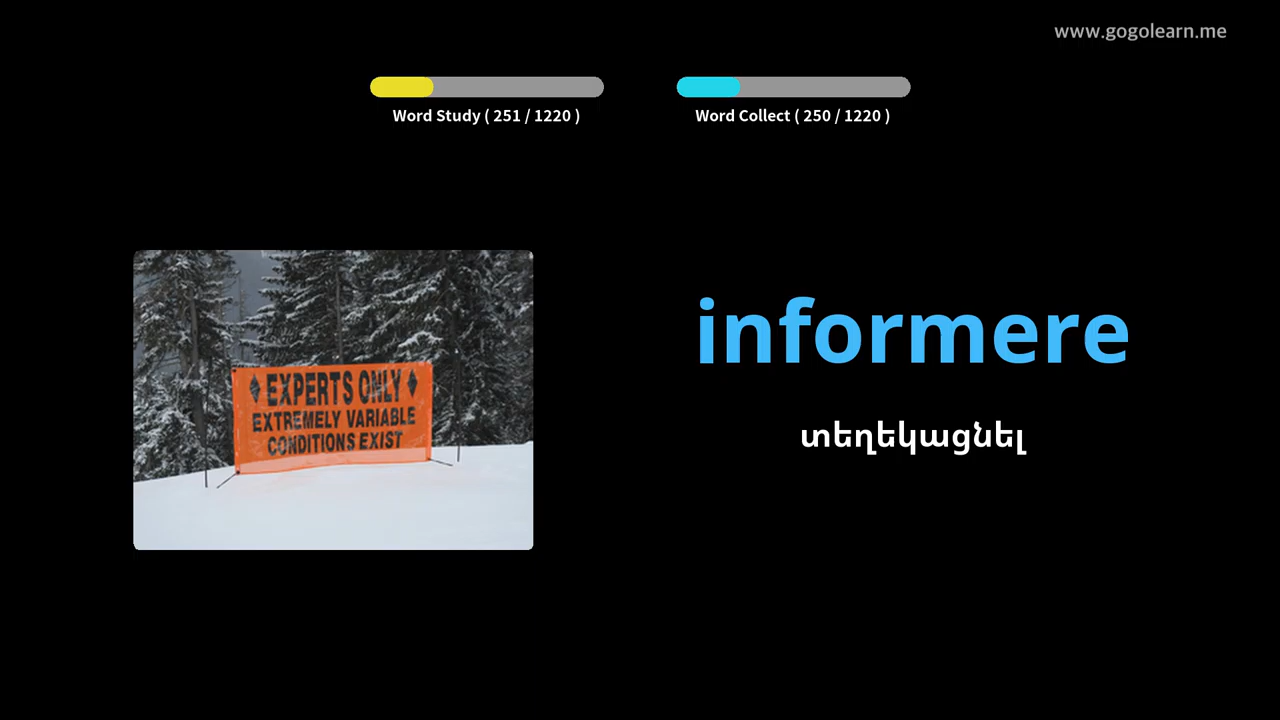 www.gogolearn.me
Word Study ( 251 / 1220 )
Word Collect ( 250 / 1220 )
EXPERTS ONLY
EXTREMELY VARIABLE
CONDITIONS EXIST
informere
տեղեկացնել